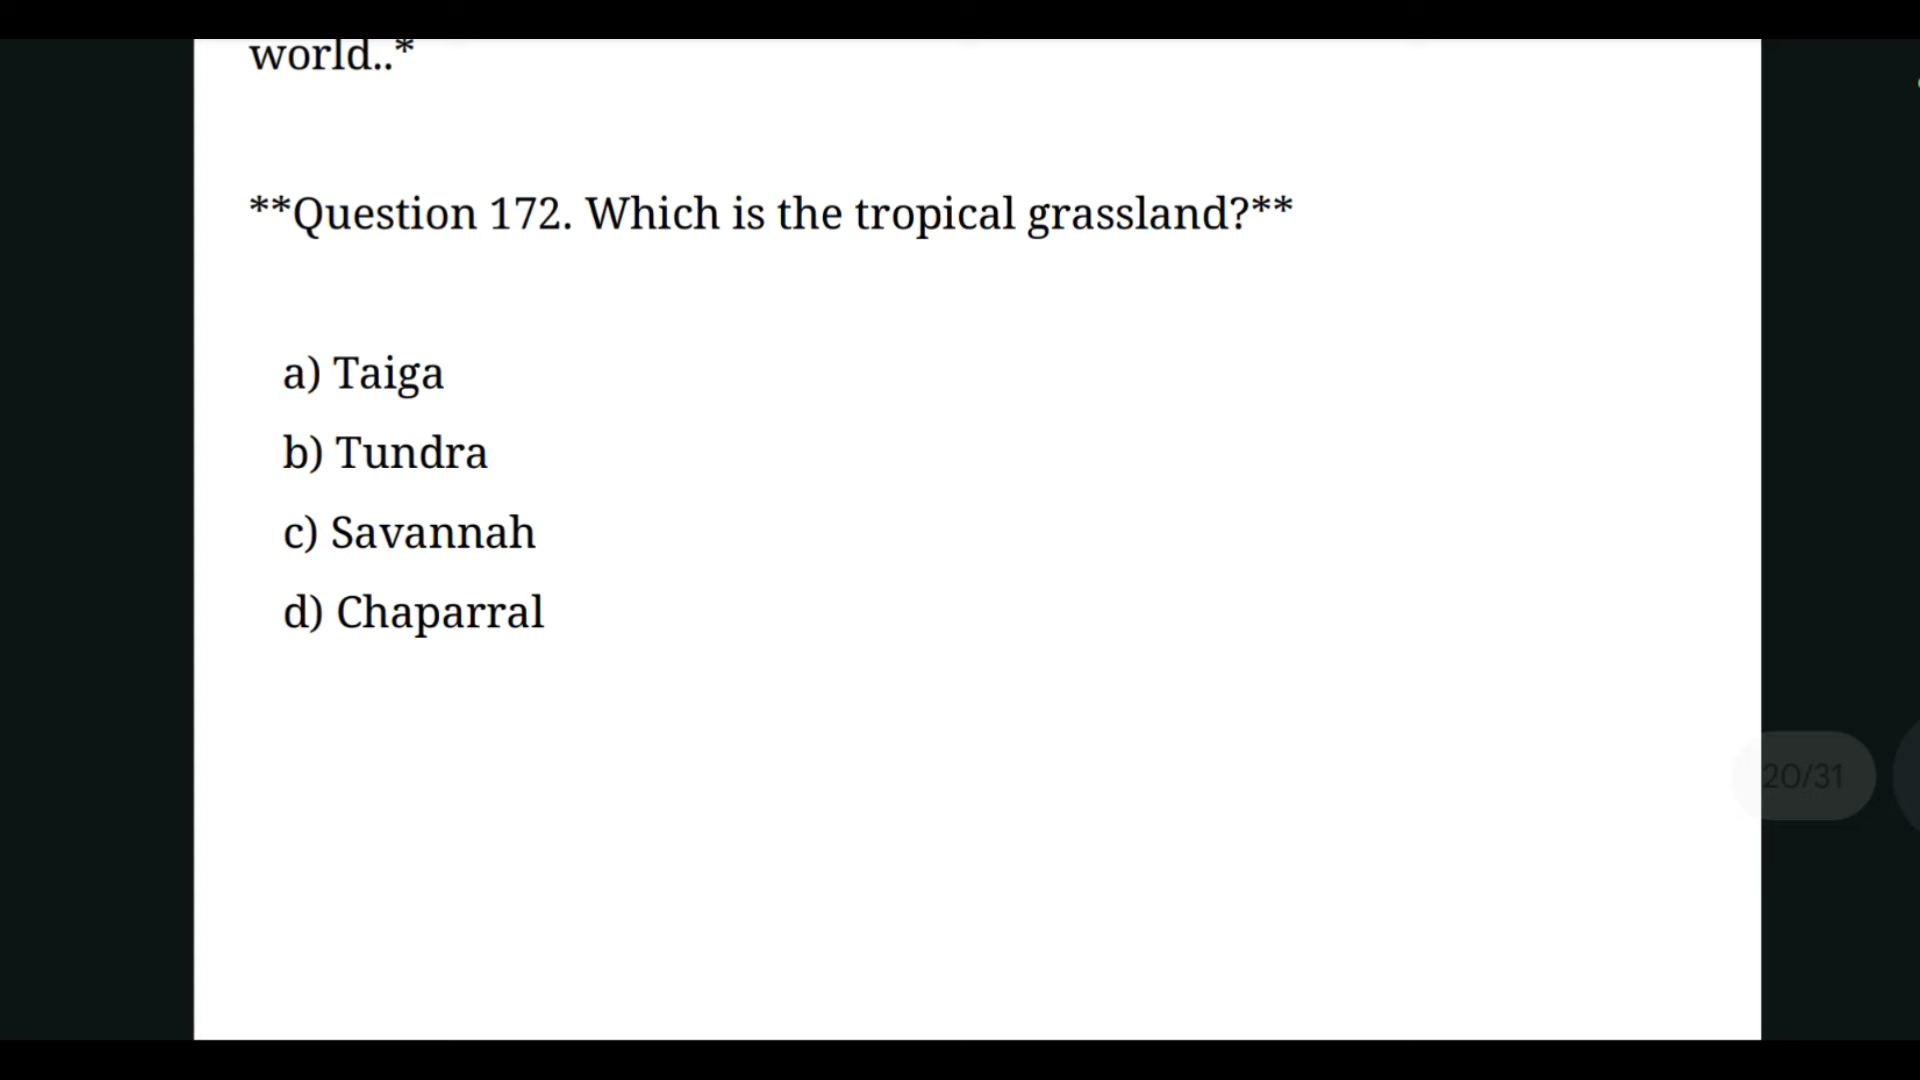 world..*
**Question 172. Which is the tropical grassland?**
a) Taiga
b) Tundra
c) Savannah
d) Chaparral
20/31